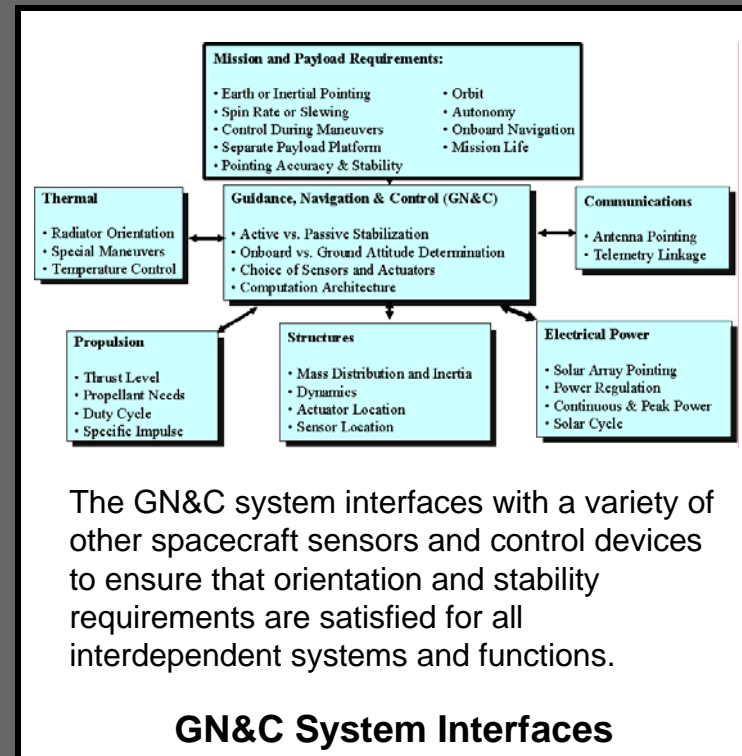 Mission and Payload Requirements:
• Earth or Inertial Pointing
• Spin Rate or Slewing
• Control During Maneuvers
• Separate Payload Platform
• Pointing Accuracy & Stability
• Orbit
• Autonomy
• Onboard Navigation
• Mission Life
Thermal
• Radiator Orientation
• Special Maneuvers
• Temperature Control
Guidance, Navigation & Control (GN&C)
• Active vs. Passive Stabilization
• Onboard vs. Ground Attitude Determination
• Choice of Sensors and Actuators
• Computation Architecture
Communications
• Antenna Pointing
• Telemetry Linkage
Propulsion
• Thrust Level
• Propellant Needs
• Duty Cycle
• Specific Impulse
Structures
• Mass Distribution and Inertia
• Dynamics
• Actuator Location
• Sensor Location
Electrical Power
• Solar Array Pointing
• Power Regulation
• Continuous & Peak Power
• Solar Cycle
The GN&C system interfaces with a variety of
other spacecraft sensors and control devices
to ensure that orientation and stability
requirements are satisfied for all
interdependent systems and functions.
GN&C System Interfaces